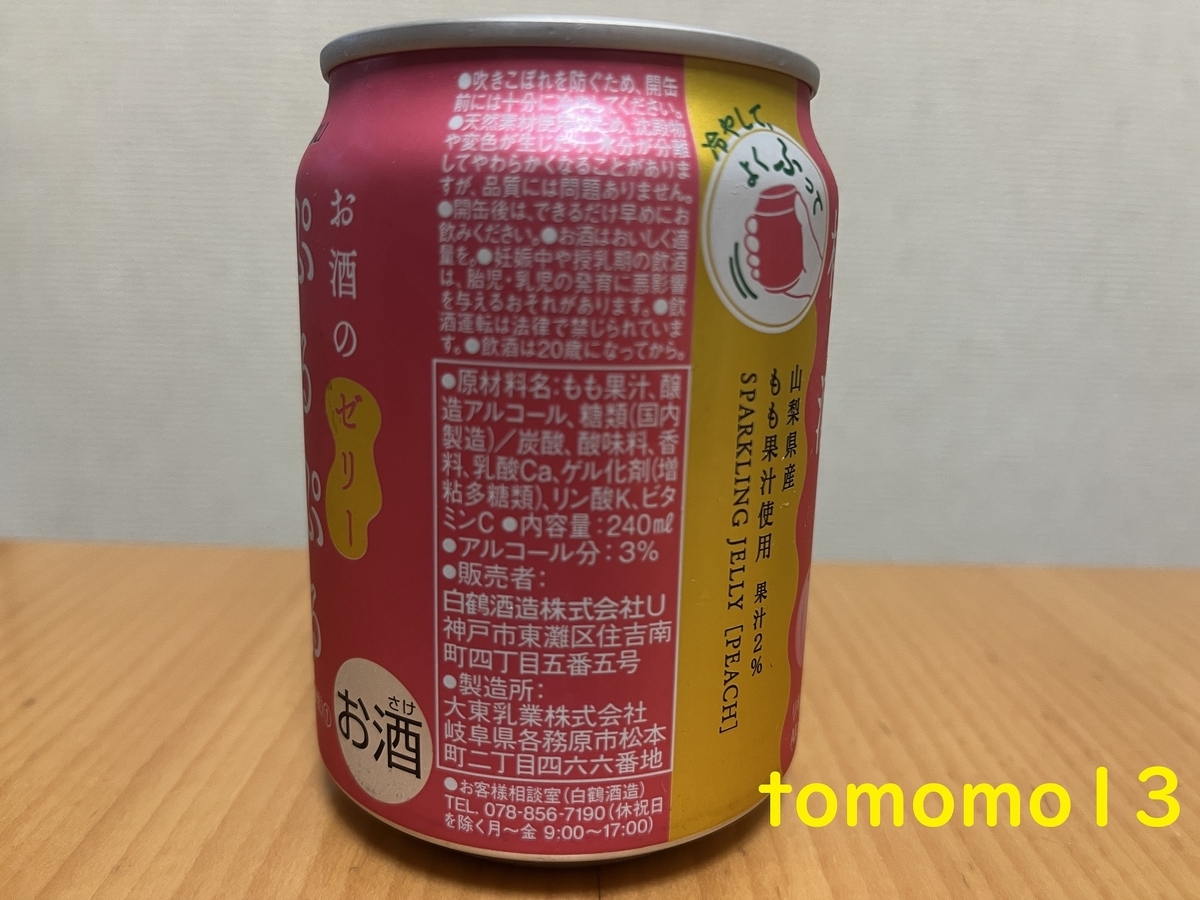 ●吹きこぼれを防ぐため、開缶
前には十分に
てください。
●天然素材使用
沈殿物
や変色が生じた
水分が分離
してやわらかくなることがありま
すが、品質には問題ありません。
●開缶後は、できるだけ早めにお
飲みください。●お酒はおいしく適
量を。●妊娠中や授乳期の飲酒
は、胎児・乳児の発育に悪影響
を与えるおそれがあります。●飲
酒運転は法律で禁じられていま
す。●飲酒は20歳になってから。
●原材料名:もも果汁、醸
造アルコール、糖類(国内
製造)/炭酸、酸味料、香
料、乳酸Ca、ゲル化剤(増
粘多糖類)、リン酸K、ビタ
ミンC ●内容量:240㎖
●アルコール分:3%
●販売者:
白鶴酒造株式会社U
神戸市東灘区住吉南
町四丁目五番五号
●製造所:
大東乳業株式会社
岐阜県各務原市松本
町二丁目四六六番地
●お客様相談室(白鶴酒造)
TEL 078-856-7190(休祝日
を除く月〜金 9:00〜17:00)
お酒の
ゼリー
さけ
お酒
冷やして、
よくふって
山梨県産
もも果汁使用 果汁2%
SPARKLING JELLY [PEACH]
tomomo13